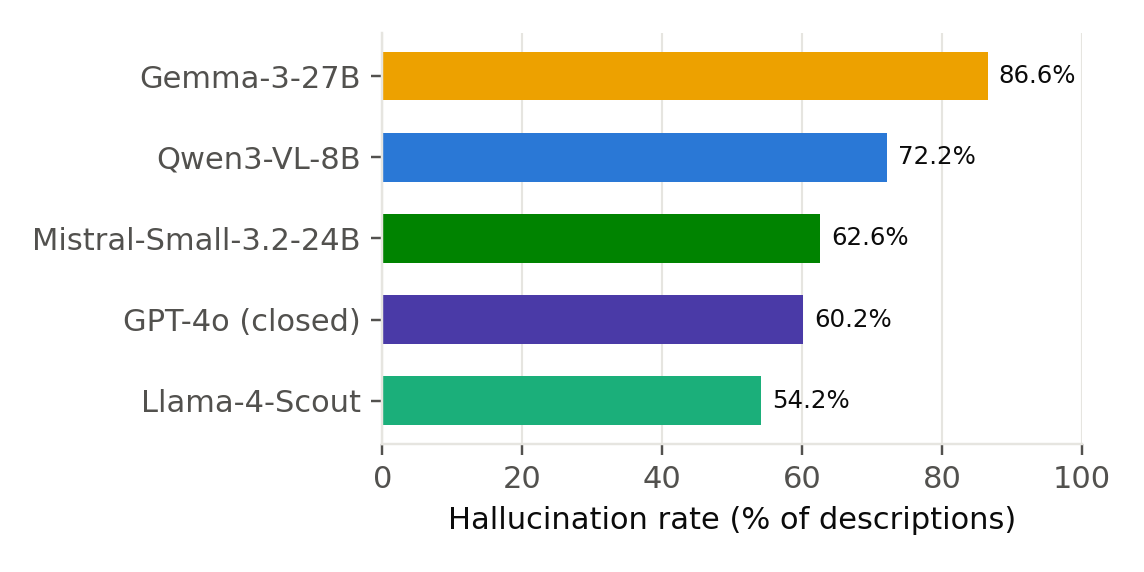 Gemma-3-27B 86.6%
Qwen3-VL-8B 72.2%
Mistral-Small-3.2-24B 62.6%
GPT-4o (closed) 60.2%
Llama-4-Scout 54.2%
0 20 40 60 80 100
Hallucination rate (% of descriptions)